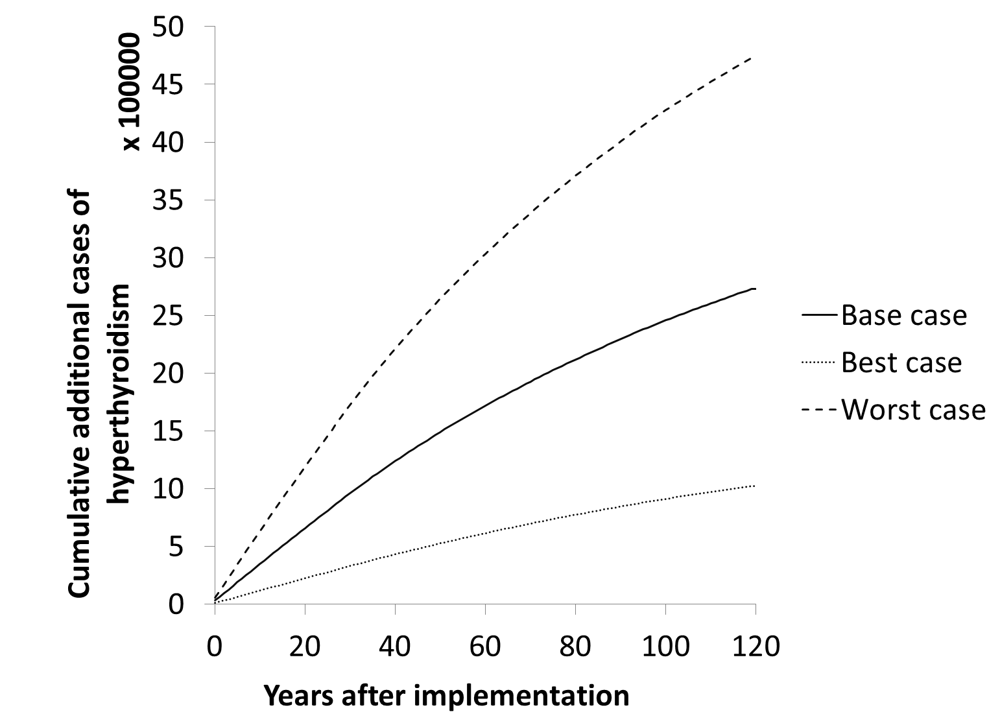 Cumulative additional cases of
hyperthyroidism
x 100000
50
45
40
35
30
25
20
15
10
5
0
0 20 40 60 80 100 120
Years after implementation
Base case
Best case
Worst case